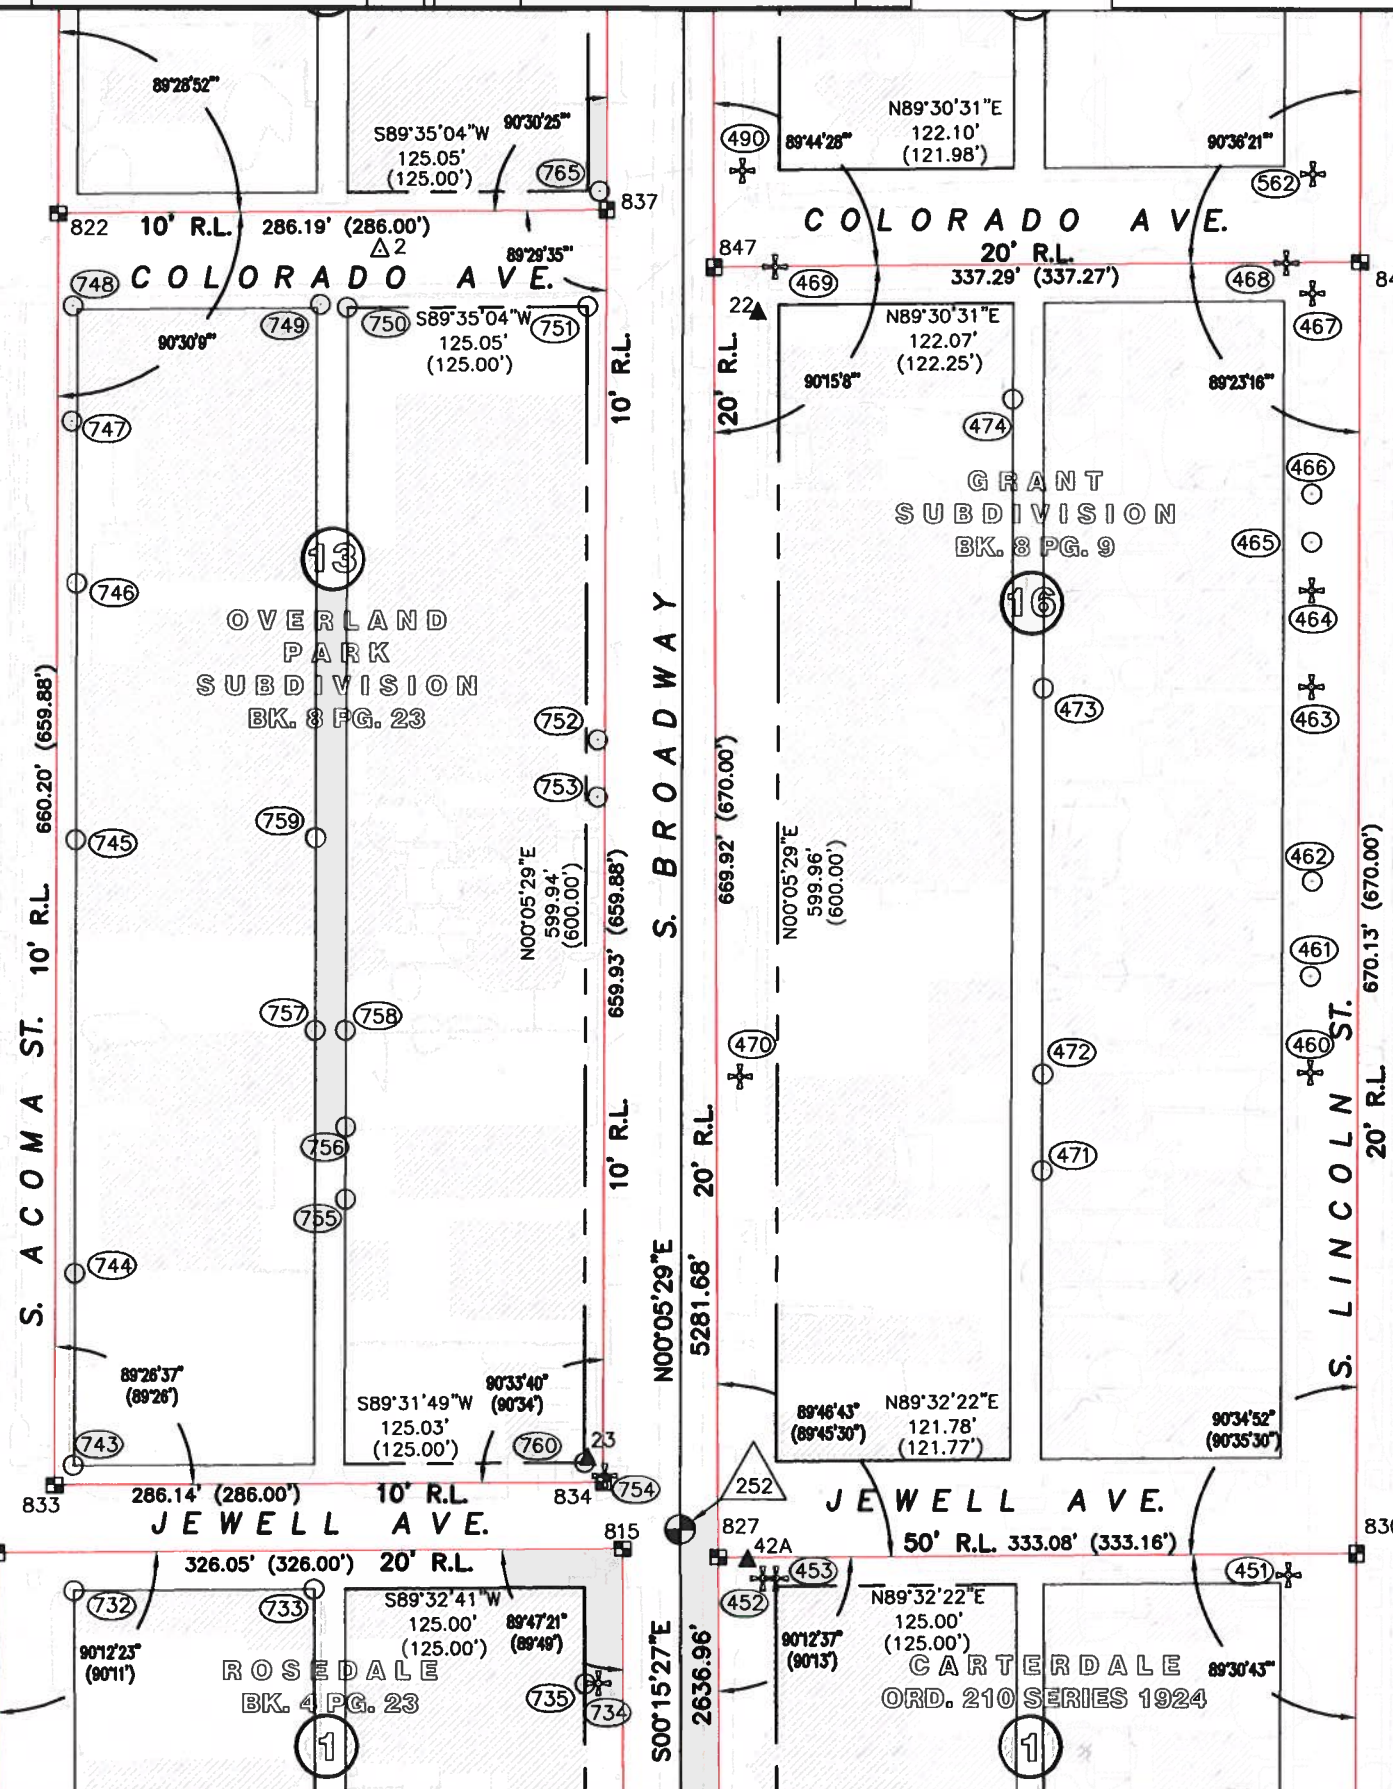 89°28'52"'
S89°35'04"W
125.05'
(125.00')
90°30'25"'
765
837
822
10' R.L.
286.19' (286.00')
2
89°29'35"'
COLORADO AVE.
748
749
750
S89°35'04"W
125.05'
(125.00')
751
90°30'9"'
10' R.L.
747
490
89°44'28"'
N89°30'31"E
122.10'
(121.98')
90°36'21"'
562
COLORADO AVE.
847
20' R.L.
337.29' (337.27')
469
468
467
22
N89°30'31"E
122.07'
(122.25')
20' R.L.
90°15'8"'
89°23'16"'
474
466
GRANT
SUBDIVISION
BK. 8 PG. 9
465
16
464
463
473
13
746
OVERLAND
PARK
SUBDIVISION
BK. 8 PG. 23
752
753
759
745
660.20' (659.88')
10' R.L.
S. ACOMA ST.
N00°05'29"E
599.94'
(600.00')
659.93' (659.88')
10' R.L.
S. BROADWAY
669.92' (670.00')
N00°05'29"E
599.96'
(600.00')
462
461
460
670.13' (670.00')
20' R.L.
S. LINCOLN ST.
757
758
756
755
744
470
472
471
20' R.L.
N00°05'29"E
5281.68'
89°26'37"
(89°26')
S89°31'49"W
125.03'
(125.00')
90°33'40"
(90°34')
743
760
23
754
833
286.14' (286.00')
10' R.L.
834
JEWELL AVE.
815
326.05' (326.00')
20' R.L.
89°46'43"
(89°45'30")
N89°32'22"E
121.78'
(121.77')
90°34'52"
(90°35'30")
252
JEWELL AVE.
827
42A
50' R.L.
333.08' (333.16')
453
452
451
732
733
S89°32'41"W
125.00'
(125.00')
89°47'21"
(89°49')
90°12'23"
(90°11')
ROSEDALE
BK. 4 PG. 23
1
735
734
S00°15'27"E
2636.96'
N89°32'22"E
125.00'
(125.00')
90°12'37"
(90°13')
CARTERDALE
ORD. 210 SERIES 1924
1
89°30'43"'